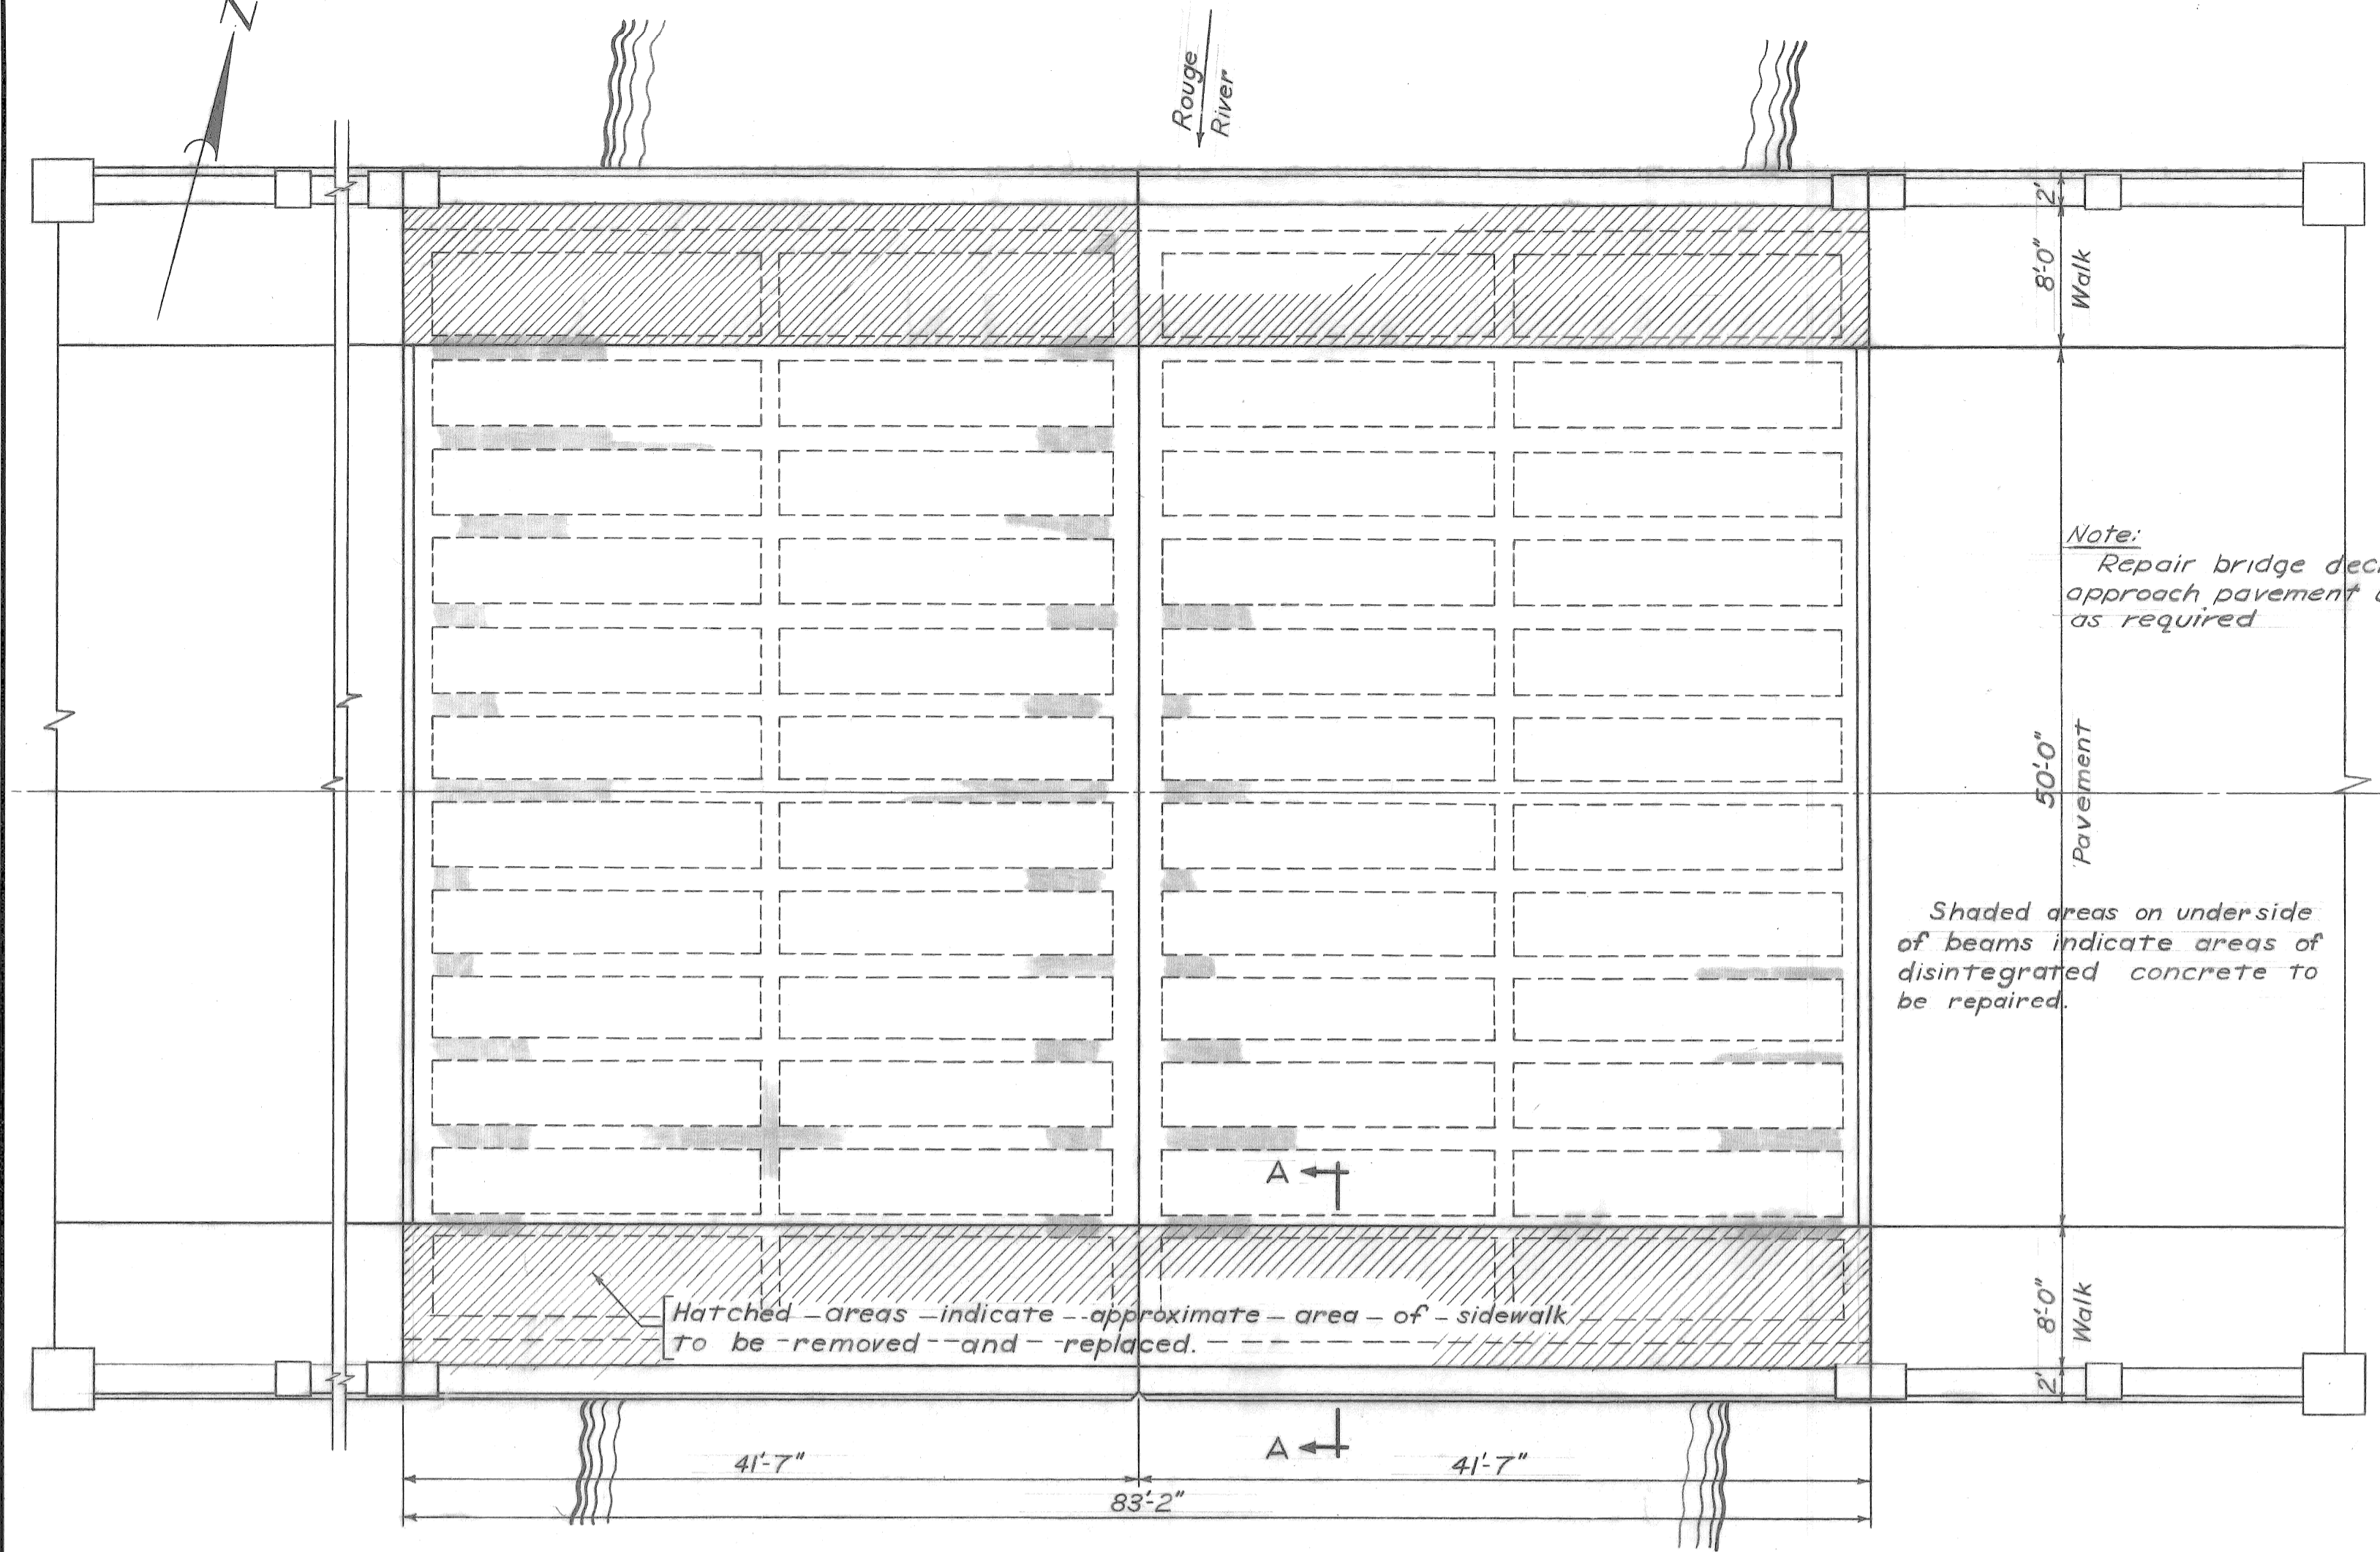 N
Rouge
River
2'
8'-0"
Walk
Note:
Repair bridge
approach pavement
as required
50'-0"
Pavement
Shaded areas on underside
of beams indicate areas of
disintegrated concrete to
be repaired.
A
Hatched areas indicate approximate area of sidewalk
to be removed and replaced.
8'-0"
Walk
2'
A
41'-7"
41'-7"
83'-2"